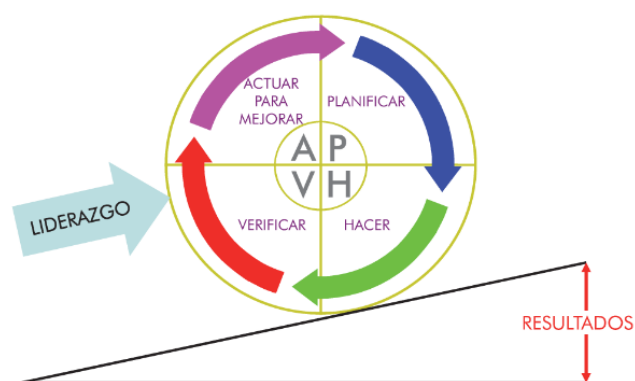 ACTUAR
PARA
MEJORAR
PLANIFICAR
A P
V H
LIDERAZGO
VERIFICAR
HACER
RESULTADOS